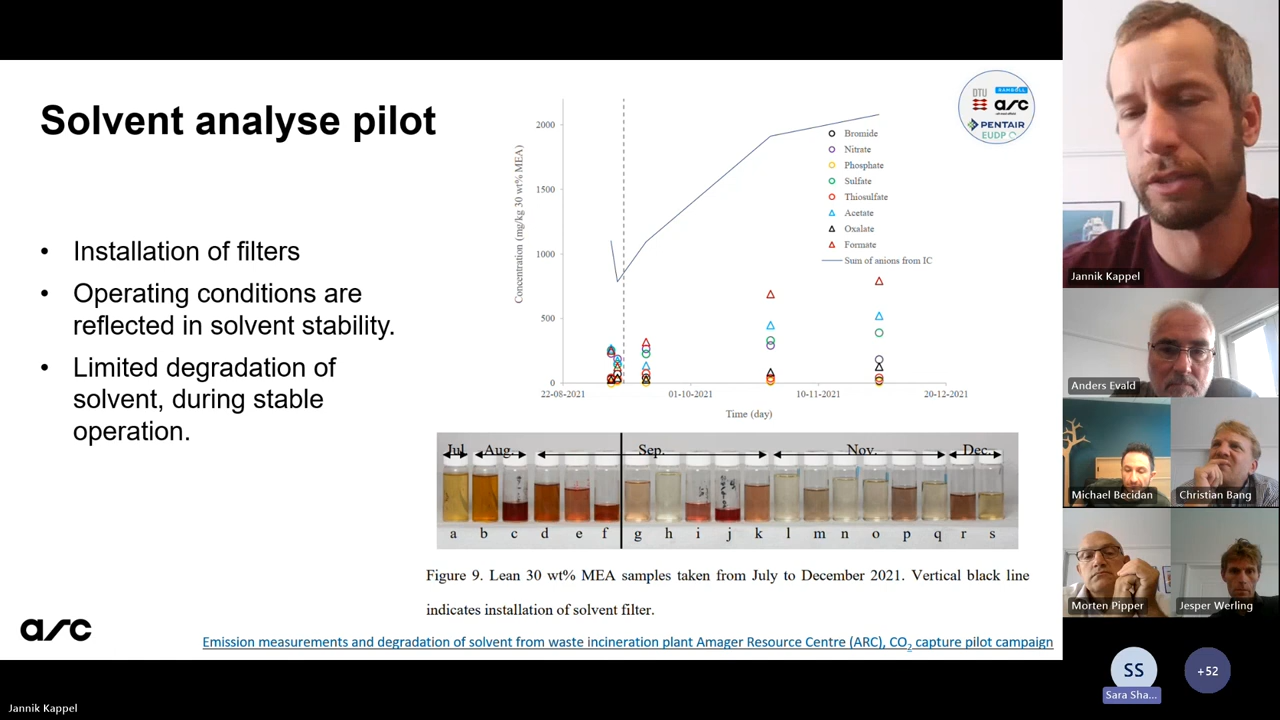 Solvent analyse pilot
• Installation of filters
• Operating conditions are
reflected in solvent stability.
• Limited degradation of
solvent, during stable
operation.
Concentration (mg/kg 30 wt% MEA)
2000
1500
1000
500
0
22-08-2021
01-10-2021
10-11-2021
20-12-2021
Time (day)
Bromide
Nitrate
Phosphate
Sulfate
Thiosulfate
Acetate
Oxalate
Formate
Sum of anions from IC
DTU
RAMBOLL
arc
PENTAIR
EUDP
Jul Aug. Sep. Nov. Dec.
a b c d e f g h i j k l m n o p q r s
Figure 9. Lean 30 wt% MEA samples taken from July to December 2021. Vertical black line
indicates installation of solvent filter.
arc
Emission measurements and degradation of solvent from waste incineration plant Amager Resource Centre (ARC), CO2 capture pilot campaign
Jannik Kappel
Jannik Kappel
Anders Evald
Michael Becidan
Christian Bang
Morten Pipper
Jesper Werling
SS
Sara Sha...
+52